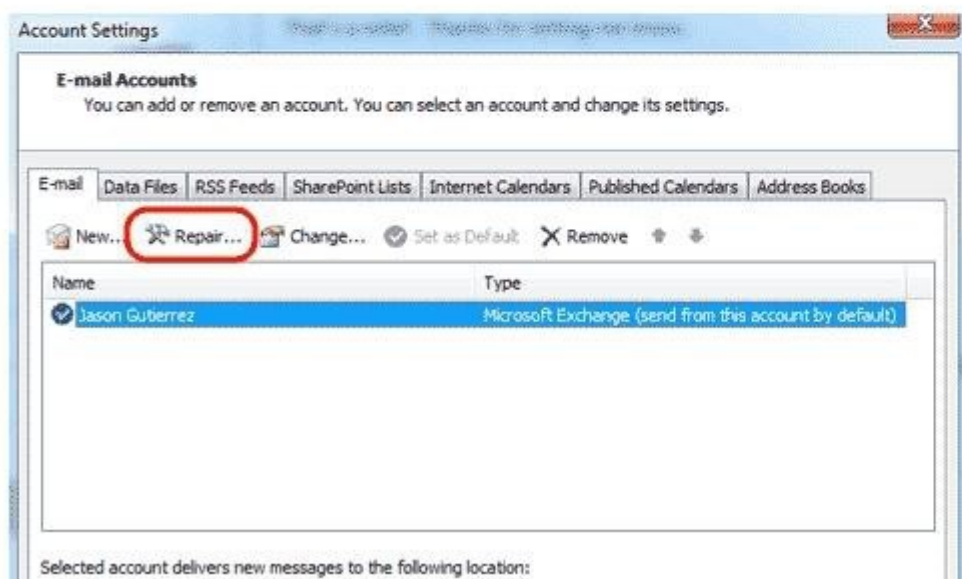 Account Settings
E-mail Accounts
You can add or remove an account. You can select an account and change its settings.
E-mail Data Files RSS Feeds SharePoint Lists Internet Calendars Published Calendars Address Books
New... Repair... Change... Set as Default Remove
Name Type
Jason Gutierrez Microsoft Exchange (send from this account by default)
Selected account delivers new messages to the following location: